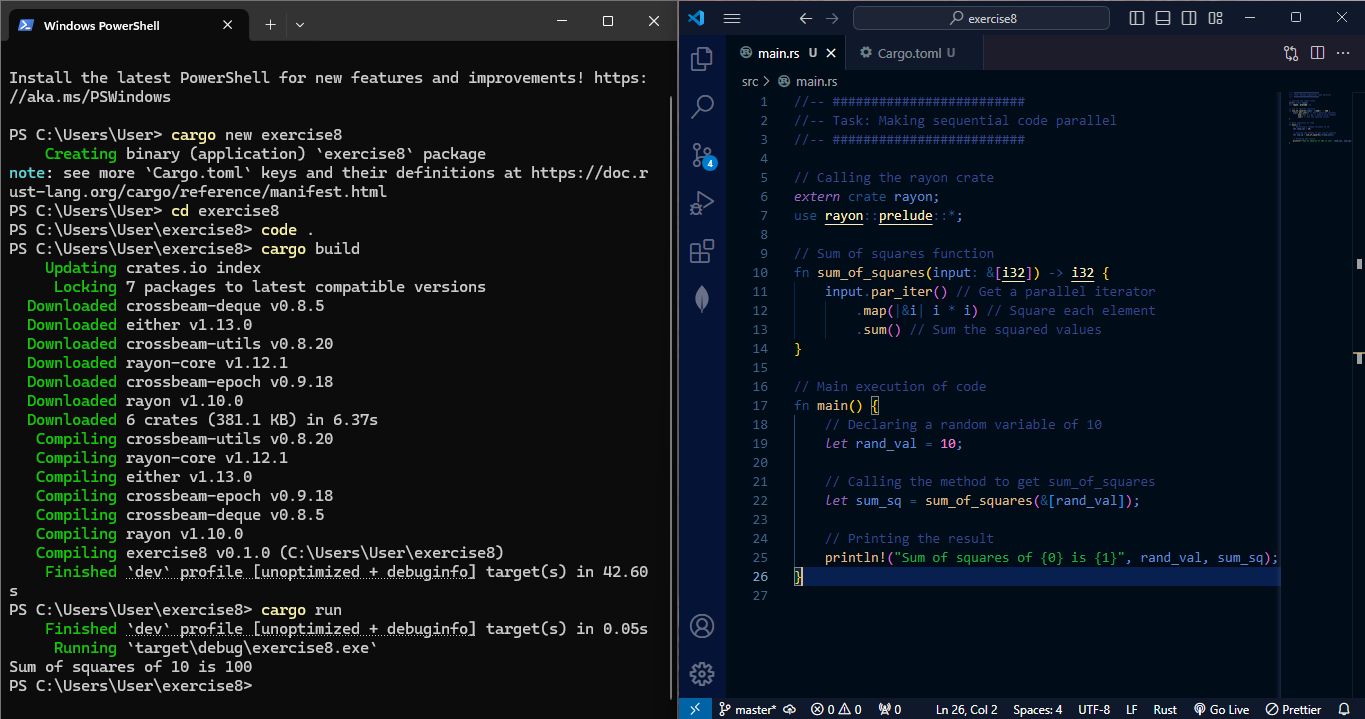 Windows PowerShell
Install the latest PowerShell for new features and improvements! https:
//aka.ms/PSWindows
PS C:\Users\User> cargo new exercise8
Creating binary (application) `exercise8` package
note: see more `Cargo.toml` keys and their definitions at https://doc.r
ust-lang.org/cargo/reference/manifest.html
PS C:\Users\User> cd exercise8
PS C:\Users\User\exercise8> code .
PS C:\Users\User\exercise8> cargo build
Updating crates.io index
Locking 7 packages to latest compatible versions
Downloaded crossbeam-deque v0.8.5
Downloaded either v1.13.0
Downloaded crossbeam-utils v0.8.20
Downloaded rayon-core v1.12.1
Downloaded crossbeam-epoch v0.9.18
Downloaded rayon v1.10.0
Downloaded 6 crates (381.1 KB) in 6.37s
Compiling crossbeam-utils v0.8.20
Compiling rayon-core v1.12.1
Compiling either v1.13.0
Compiling crossbeam-epoch v0.9.18
Compiling crossbeam-deque v0.8.5
Compiling rayon v1.10.0
Compiling exercise8 v0.1.0 (C:\Users\User\exercise8)
Finished `dev` profile [unoptimized + debuginfo] target(s) in 42.60
s
PS C:\Users\User\exercise8> cargo run
Finished `dev` profile [unoptimized + debuginfo] target(s) in 0.05s
Running `target\debug\exercise8.exe`
Sum of squares of 10 is 100
PS C:\Users\User\exercise8>
exercise8
main.rs U
Cargo.toml U
src > main.rs
1 //-- #########################
2 //-- Task: Making sequential code parallel
3 //-- #########################
4
5 // Calling the rayon crate
6 extern crate rayon;
7 use rayon::prelude::*;
8
9 // Sum of squares function
10 fn sum_of_squares(input: &[i32]) -> i32 {
11 input.par_iter() // Get a parallel iterator
12 .map(|&i| i * i) // Square each element
13 .sum() // Sum the squared values
14 }
15
16 // Main execution of code
17 fn main() {
18 // Declaring a random variable of 10
19 let rand_val = 10;
20
21 // Calling the method to get sum_of_squares
22 let sum_sq = sum_of_squares(&[rand_val]);
23
24 // Printing the result
25 println!("Sum of squares of {0} is {1}", rand_val, sum_sq);
26 }
27
4
master* 0 0 0 Ln 26, Col 2 Spaces: 4 UTF-8 LF Rust Go Live Prettier